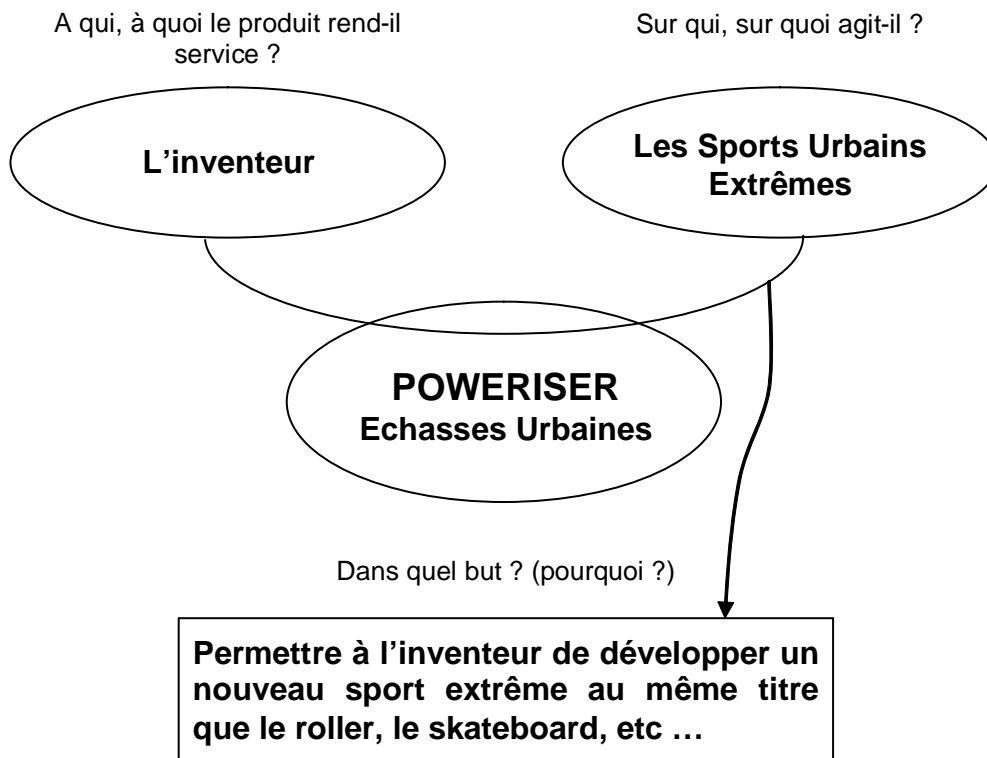 A qui, à quoi le produit rend-il
service ?
Sur qui, sur quoi agit-il ?
L'inventeur
Les Sports Urbains
Extrêmes
POWERISER
Echasses Urbaines
Dans quel but ? (pourquoi ?)
Permettre à l'inventeur de développer un
nouveau sport extrême au même titre
que le roller, le skateboard, etc …